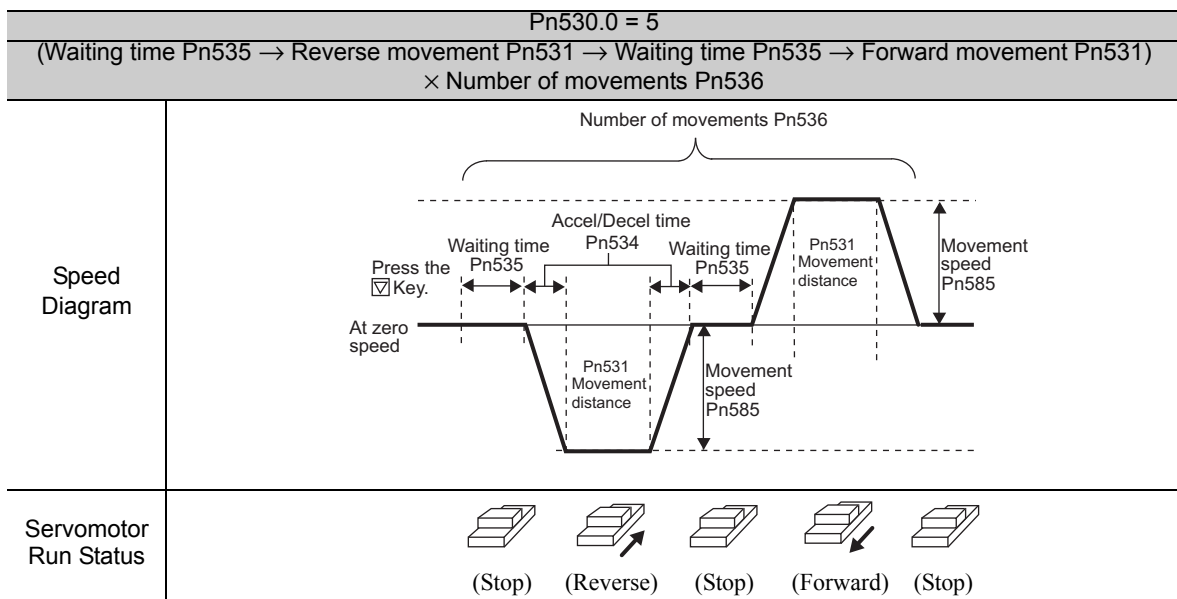 Pn530.0 = 5
(Waiting time Pn535 → Reverse movement Pn531 → Waiting time Pn535 → Forward movement Pn531)
× Number of movements Pn536
Speed
Diagram
Number of movements Pn536
Accel/Decel time
Pn534
Waiting time
Pn535
Waiting time
Pn535
Press the
▽ Key.
Pn531
Movement
distance
Movement
speed
Pn585
At zero
speed
Pn531
Movement
distance
Movement
speed
Pn585
Servomotor
Run Status
(Stop) (Reverse) (Stop) (Forward) (Stop)